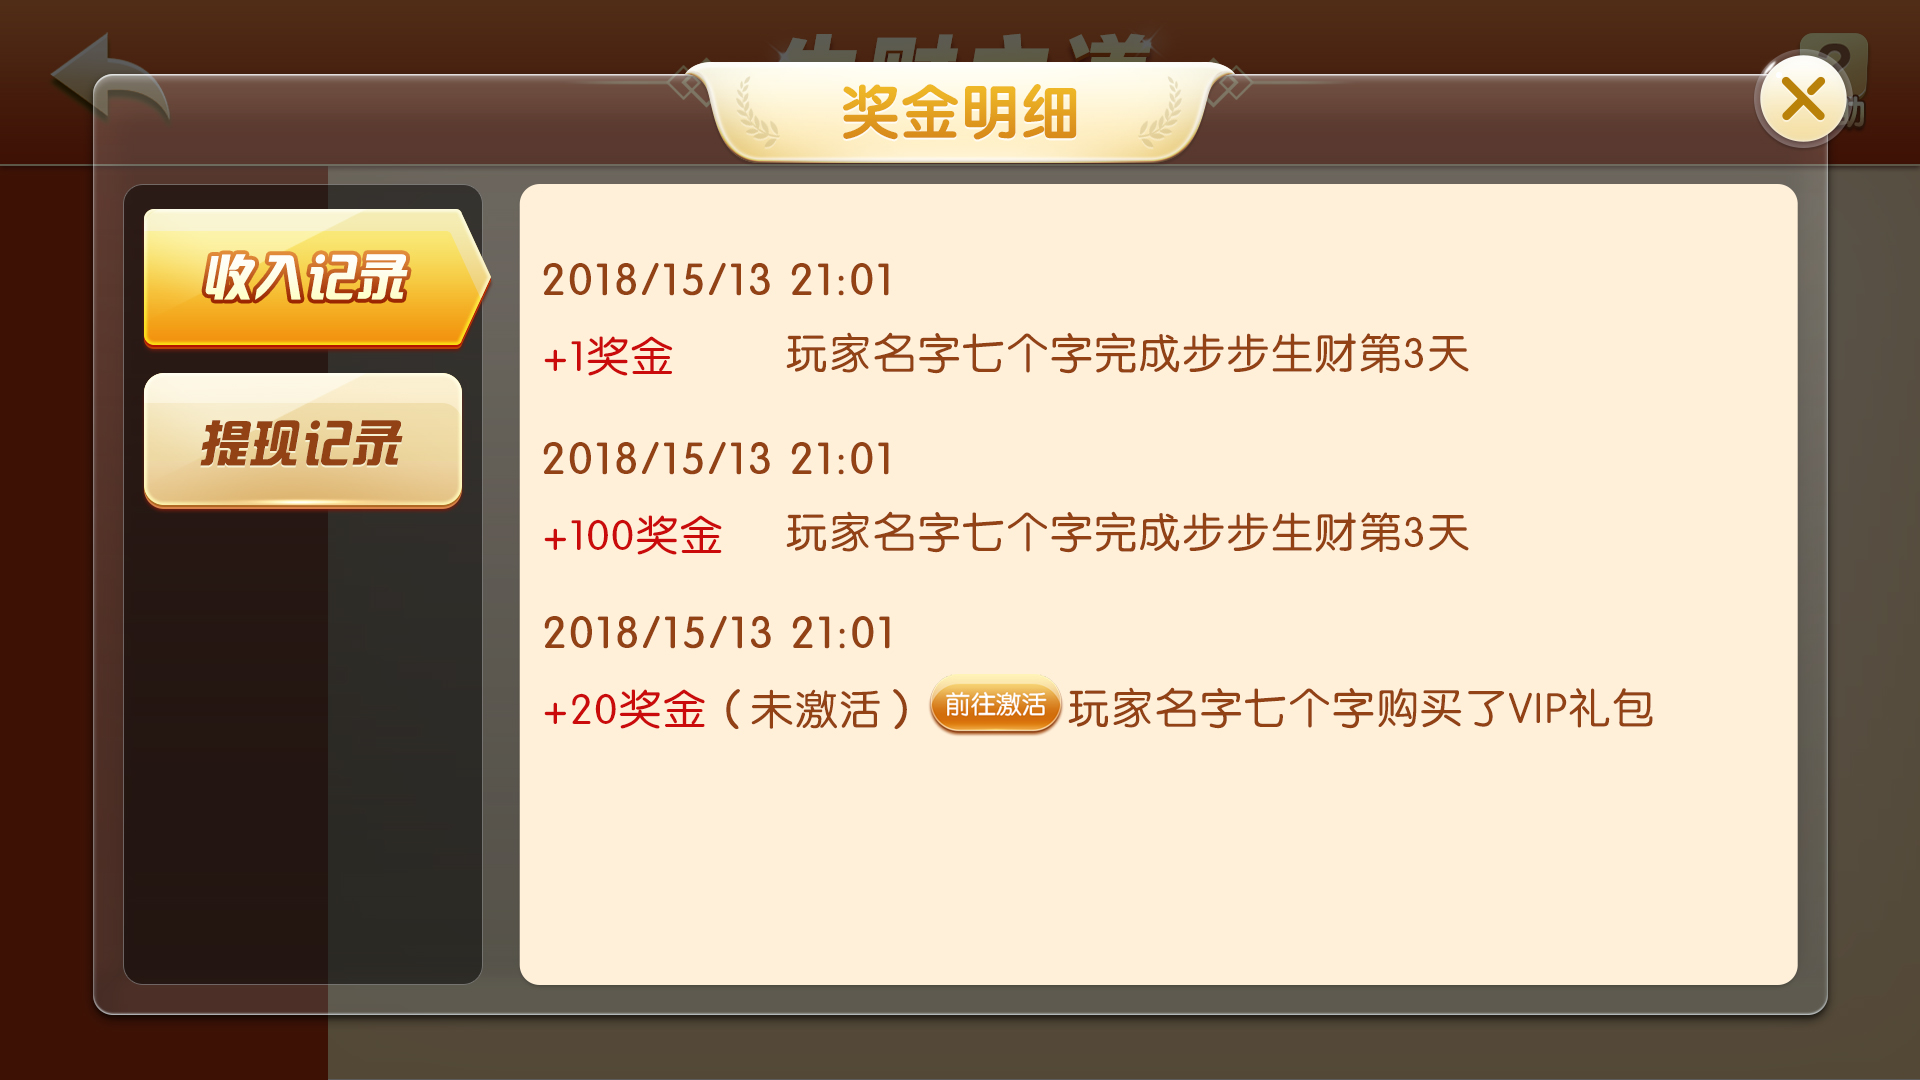 奖金明细
收入记录
提现记录
2018/15/13 21:01
+1奖金 玩家名字七个字完成步步生财第3天
2018/15/13 21:01
+100奖金 玩家名字七个字完成步步生财第3天
2018/15/13 21:01
+20奖金（未激活） 前往激活 玩家名字七个字购买了VIP礼包